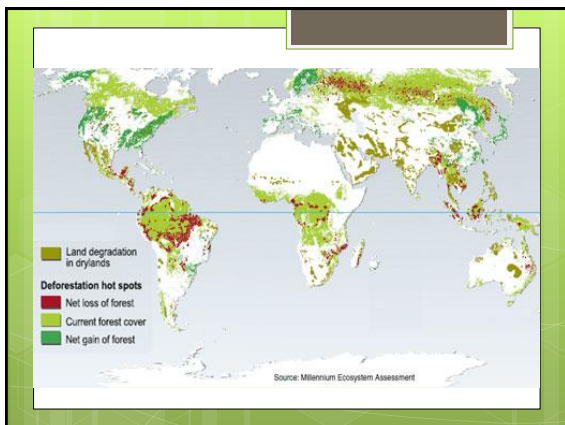 Land degradation
in drylands
Deforestation hot spots
Net loss of forest
Current forest cover
Net gain of forest
Source: Millennium Ecosystem Assessment